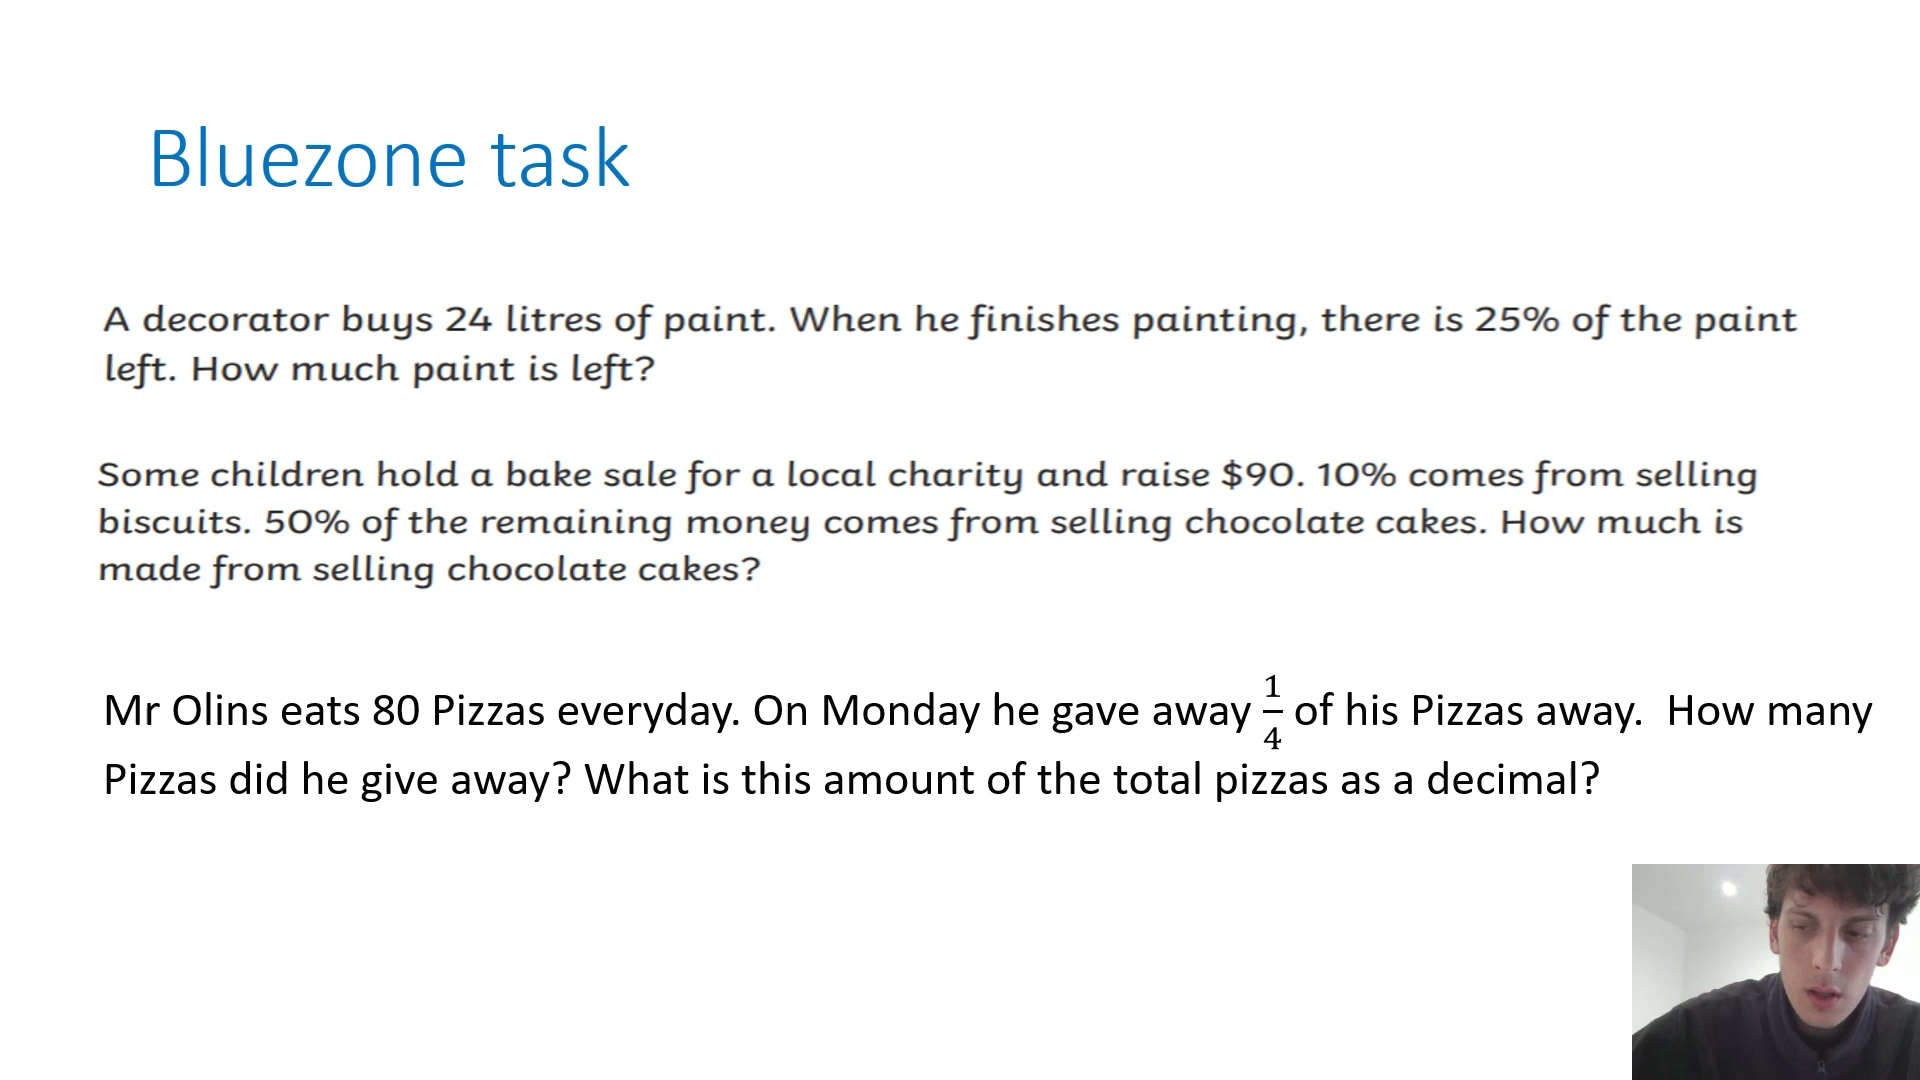 Bluezone task
A decorator buys 24 litres of paint. When he finishes painting, there is 25% of the paint
left. How much paint is left?
Some children hold a bake sale for a local charity and raise $90. 10% comes from selling
biscuits. 50% of the remaining money comes from selling chocolate cakes. How much is
made from selling chocolate cakes?
Mr Olins eats 80 Pizzas everyday. On Monday he gave away 1/4 of his Pizzas away.  How many
Pizzas did he give away? What is this amount of the total pizzas as a decimal?